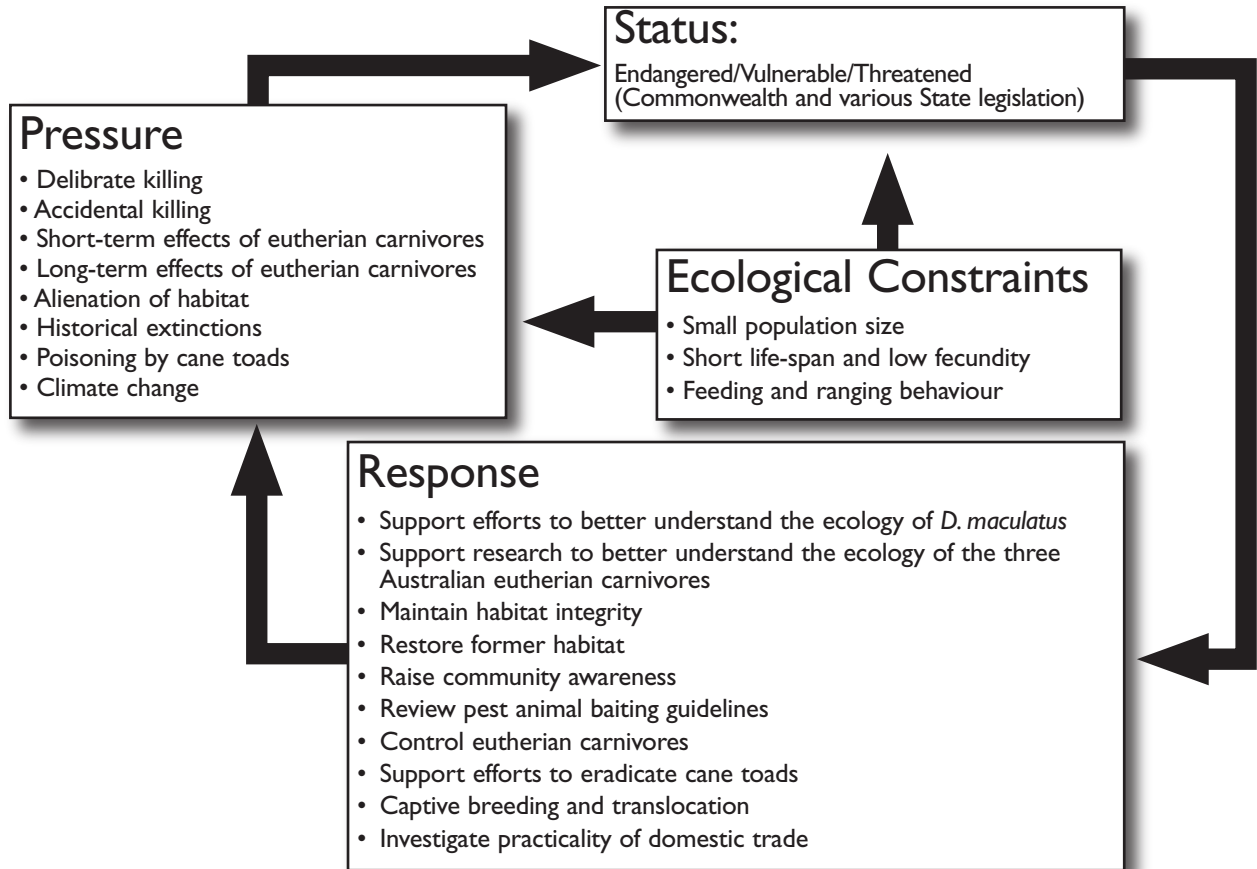 Status:
Endangered/Vulnerable/Threatened
(Commonwealth and various State legislation)
Pressure
• Delibrate killing
• Accidental killing
• Short-term effects of eutherian carnivores
• Long-term effects of eutherian carnivores
• Alienation of habitat
• Historical extinctions
• Poisoning by cane toads
• Climate change
Ecological Constraints
• Small population size
• Short life-span and low fecundity
• Feeding and ranging behaviour
Response
• Support efforts to better understand the ecology of D. maculatus
• Support research to better understand the ecology of the three
Australian eutherian carnivores
• Maintain habitat integrity
• Restore former habitat
• Raise community awareness
• Review pest animal baiting guidelines
• Control eutherian carnivores
• Support efforts to eradicate cane toads
• Captive breeding and translocation
• Investigate practicality of domestic trade